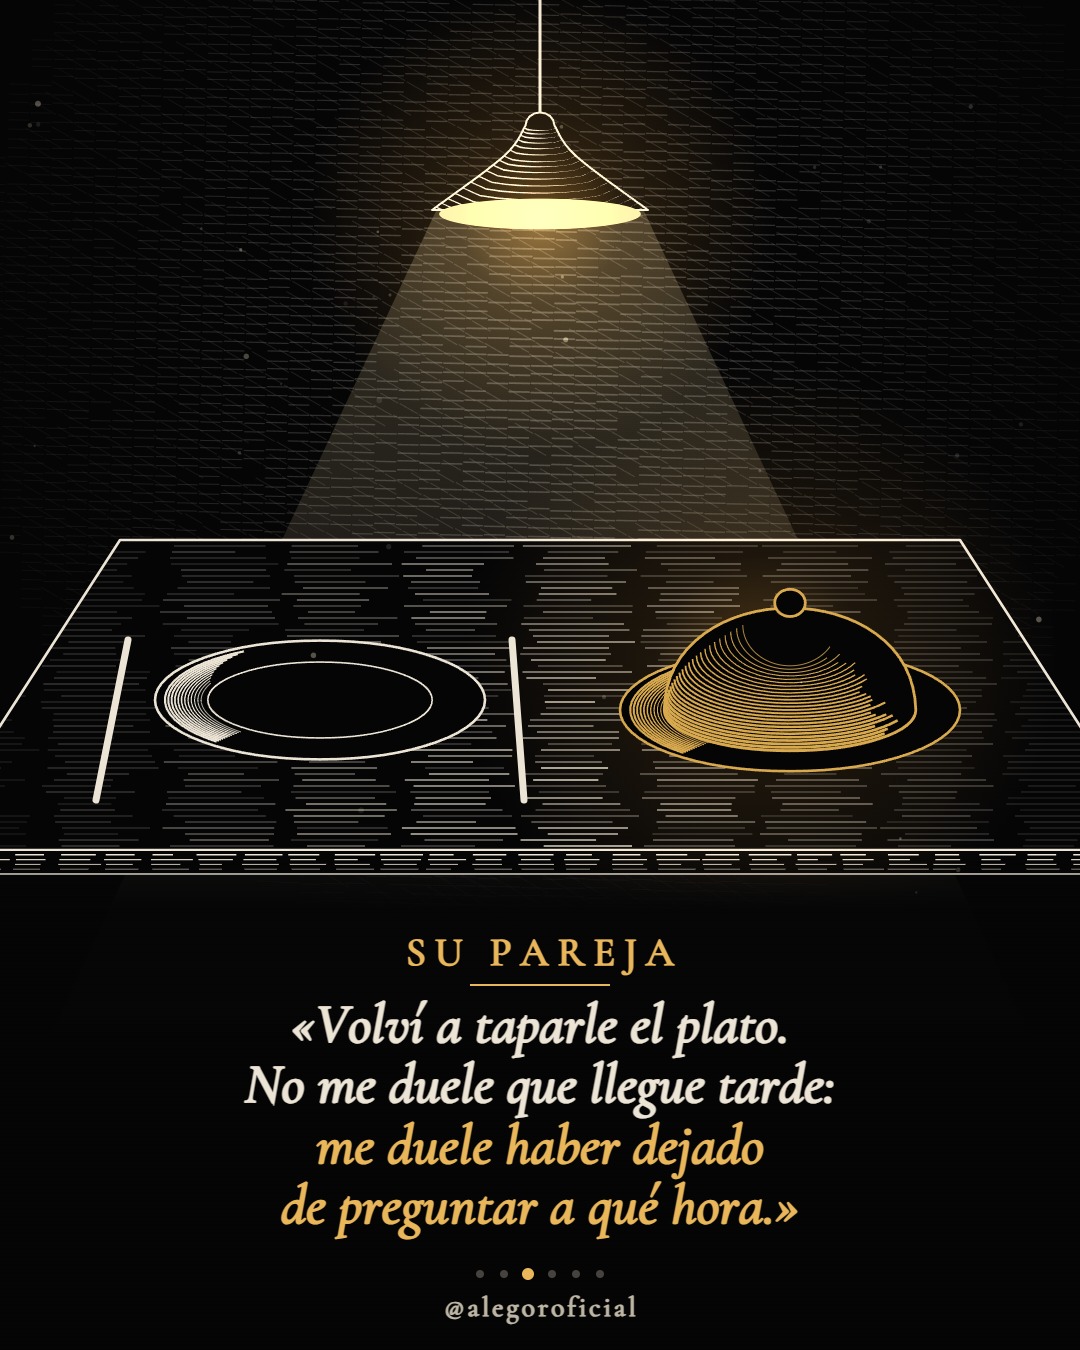 SU PAREJA
«Volví a taparle el plato.
No me duele que llegue tarde:
me duele haber dejado
de preguntar a qué hora.»
@alegoroficial